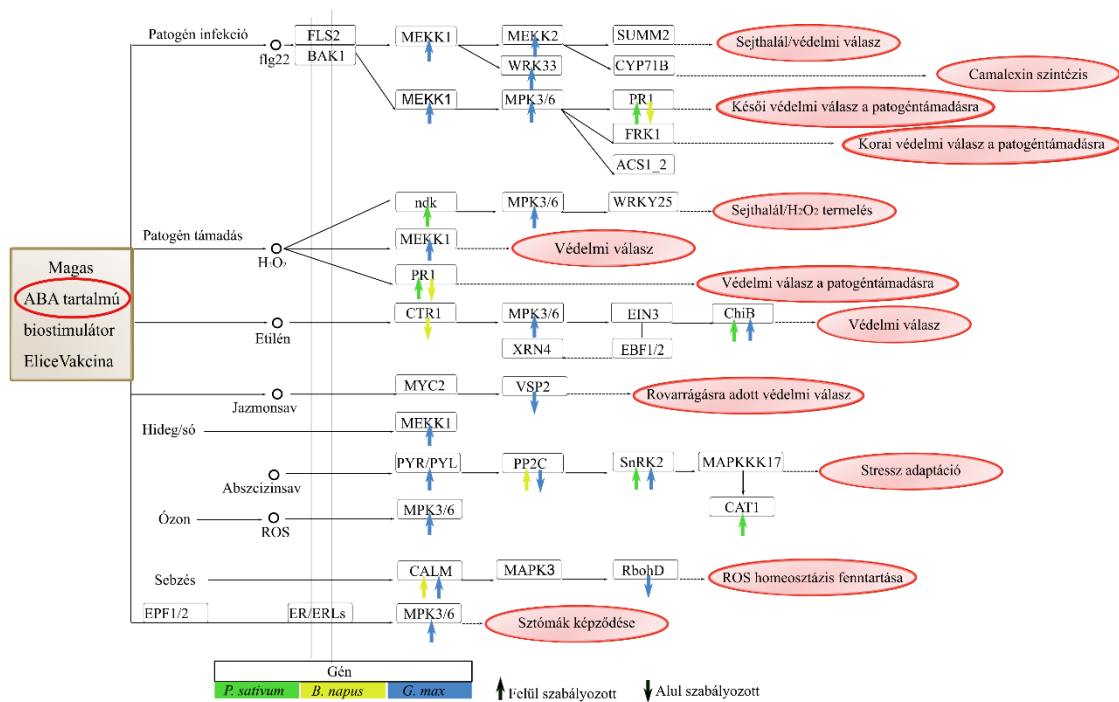 Patogén infekció
flg22
FLS2
BAK1
MEKK1
MEKK2
SUMM2
Sejthalál/védelmi válasz
WRK33
CYP71B
Camalexin szintézis
MEKK1
MPK3/6
PR1
Késői védelmi válasz a patogéntámadásra
FRK1
Korai védelmi válasz a patogéntámadásra
ACS1_2
ndk
MPK3/6
WRKY25
Sejthalál/H₂O₂ termelés
Patogén támadás
H₂O₂
MEKK1
Védelmi válasz
PR1
Védelmi válasz a patogéntámadásra
Magas
ABA tartalmú
biostimulátor
EliceVakcina
Etilén
CTR1
MPK3/6
EIN3
ChiB
Védelmi válasz
XRN4
EBF1/2
Jazmonsav
MYC2
VSP2
Rovarrágásra adott védelmi válasz
Hideg/só
MEKK1
Abszcizinsav
PYR/PYL
PP2C
SnRK2
MAPKKK17
Stressz adaptáció
CAT1
Ózon
ROS
MPK3/6
Sebzés
CALM
MAPK3
RbohD
ROS homeosztázis fenntartása
EPF1/2
ER/ERLs
MPK3/6
Sztómák képződése
Gén
P. sativum B. napus G. max
Felül szabályozott
Alul szabályozott